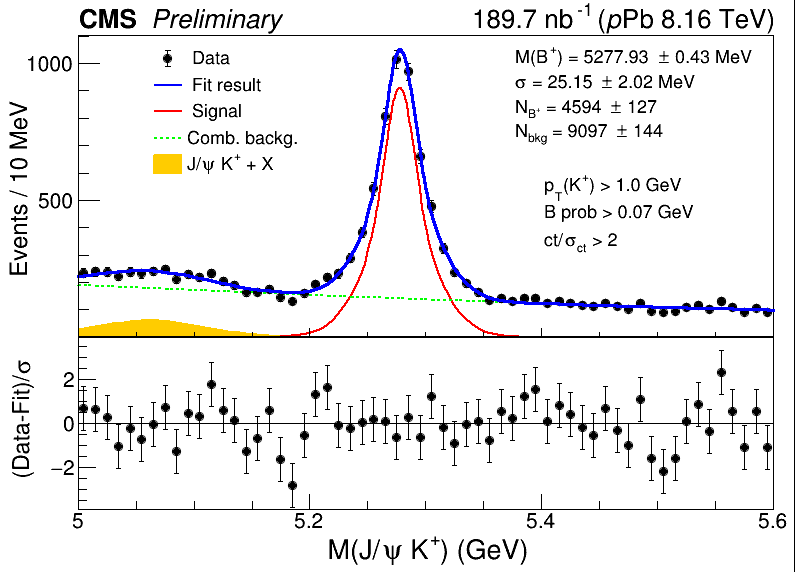 CMS Preliminary 189.7 nb⁻¹ (pPb 8.16 TeV)
Data
Fit result
Signal
Comb. backg.
J/ψ K⁺ + X
M(B⁺) = 5277.93 ± 0.43 MeV
σ = 25.15 ± 2.02 MeV
N_B⁺ = 4594 ± 127
N_bkg = 9097 ± 144
p_T(K⁺) > 1.0 GeV
B prob > 0.07 GeV
ct/σ_ct > 2
Events / 10 MeV
1000
500
(Data-Fit)/σ
2
0
−2
5 5.2 5.4 5.6
M(J/ψ K⁺) (GeV)